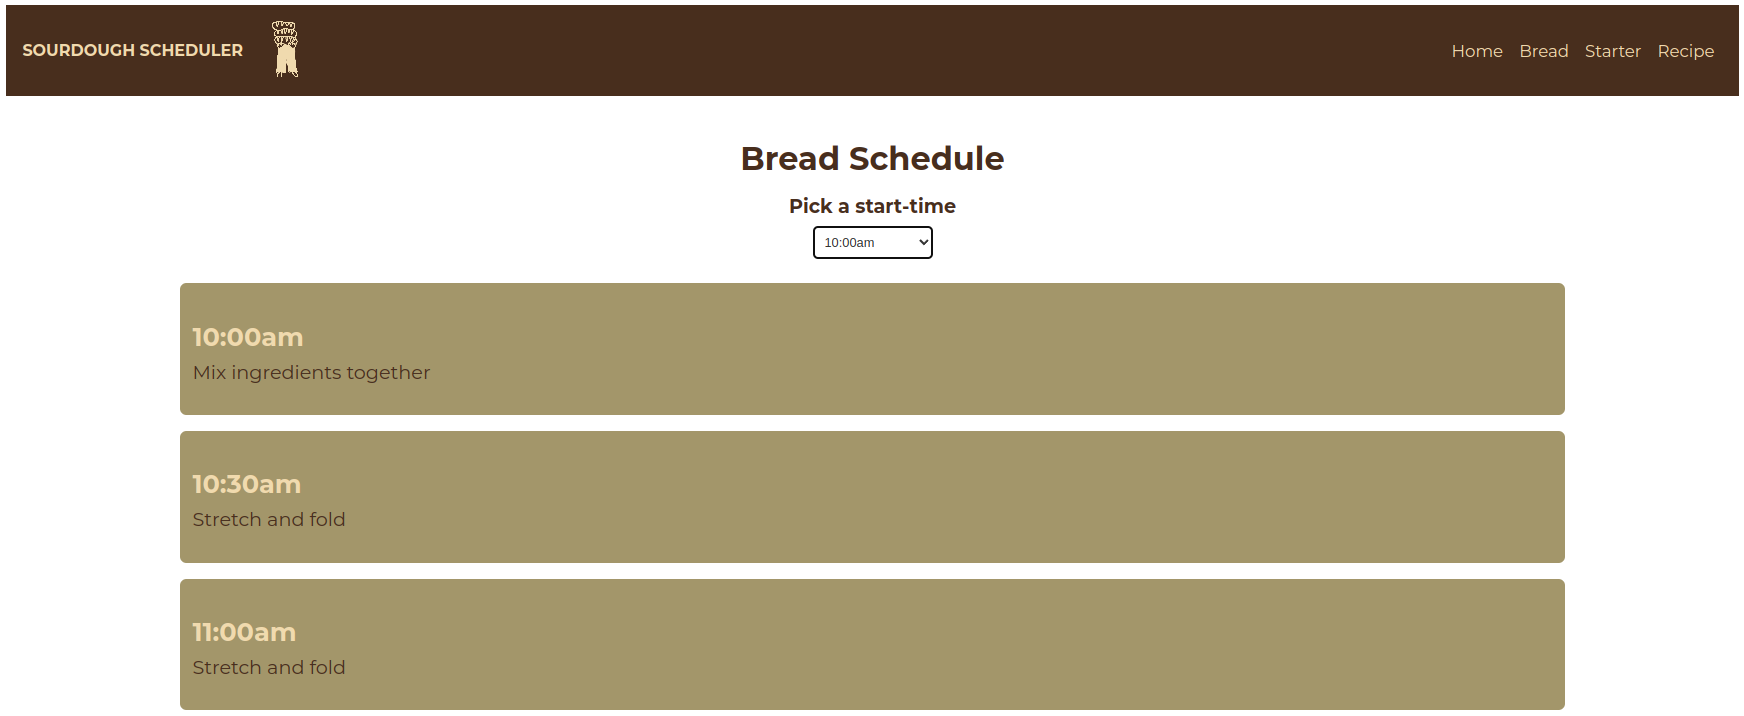 SOURDOUGH SCHEDULER
Home Bread Starter Recipe
Bread Schedule
Pick a start-time
10:00am
10:00am
Mix ingredients together
10:30am
Stretch and fold
11:00am
Stretch and fold